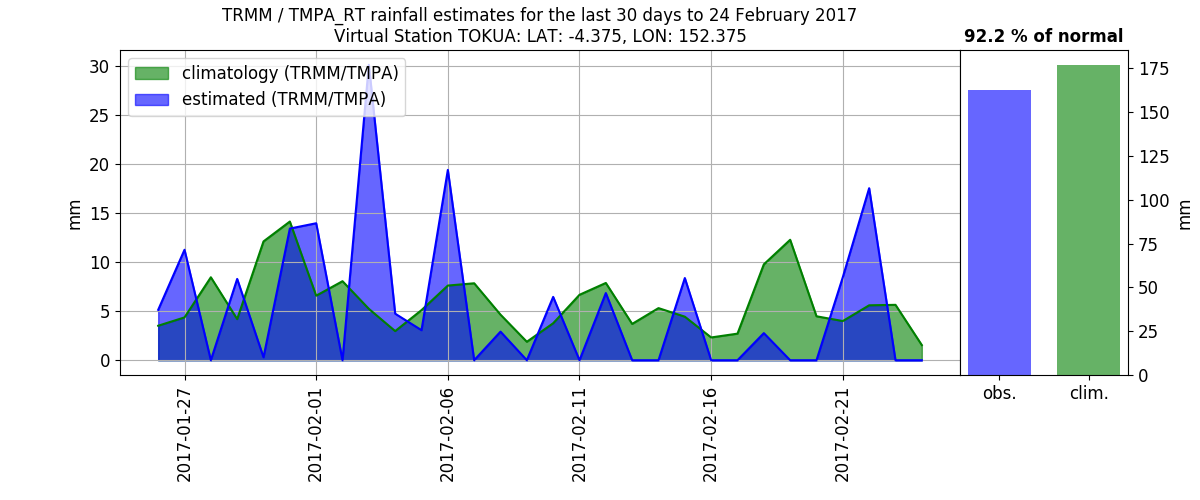 TRMM / TMPA_RT rainfall estimates for the last 30 days to 24 February 2017
Virtual Station TOKUA: LAT: -4.375, LON: 152.375
92.2 % of normal
climatology (TRMM/TMPA)
estimated (TRMM/TMPA)
mm
30
25
20
15
10
5
0
2017-01-27
2017-02-01
2017-02-06
2017-02-11
2017-02-16
2017-02-21
175
150
125
100
75
50
25
0
mm
obs.
clim.